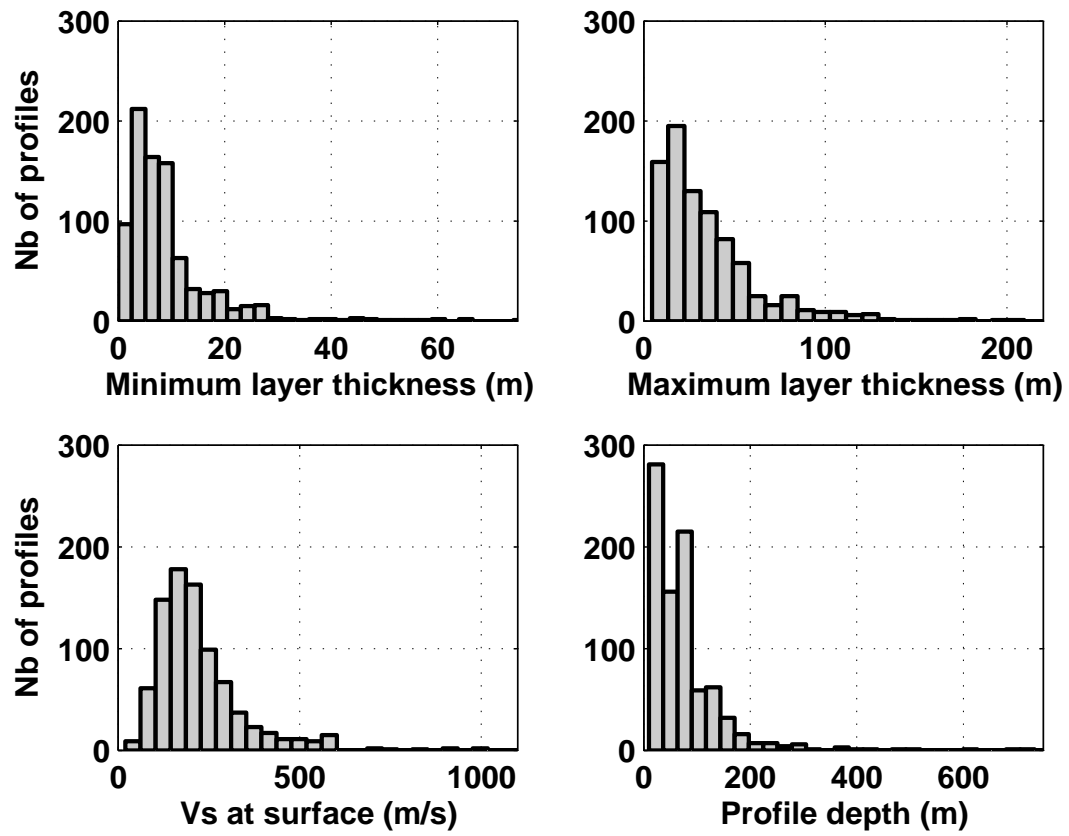 300
200
100
0
Nb of profiles
0 20 40 60
Minimum layer thickness (m)
300
200
100
0
0 100 200
Maximum layer thickness (m)
300
200
100
0
Nb of profiles
0 500 1000
Vs at surface (m/s)
300
200
100
0
0 200 400 600
Profile depth (m)